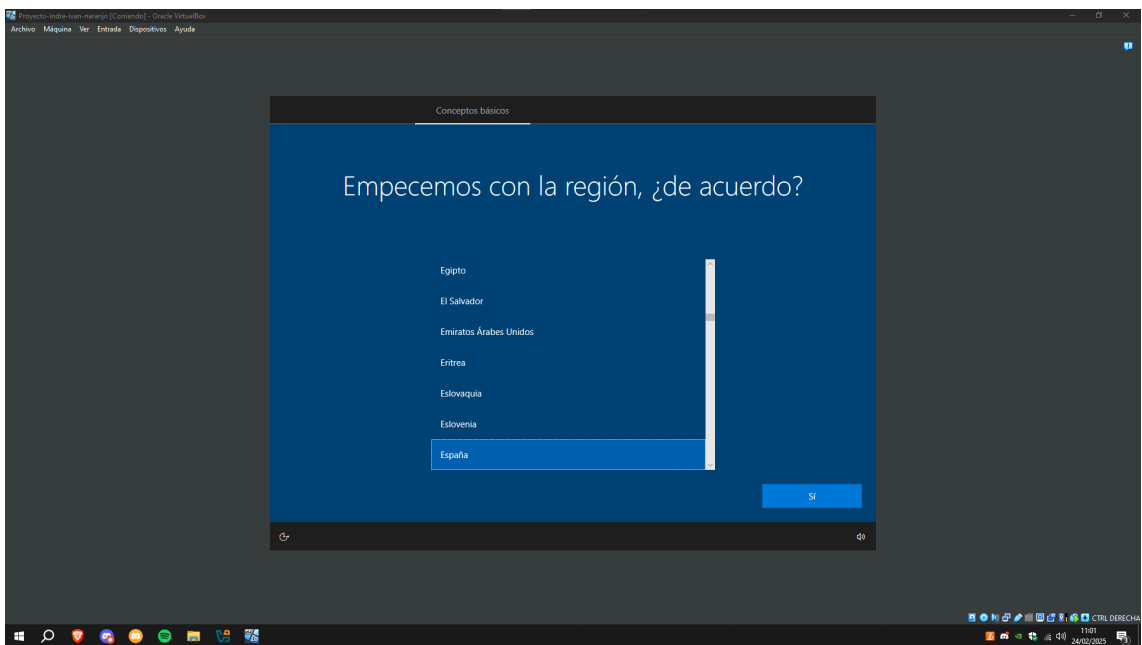 Proyecto-indra-ivan-naranjo [Corriendo] - Oracle VirtualBox
Archivo Máquina Ver Entrada Dispositivos Ayuda
Conceptos básicos
Empecemos con la región, ¿de acuerdo?
Egipto
El Salvador
Emiratos Árabes Unidos
Eritrea
Eslovaquia
Eslovenia
España
Sí
CTRL DERECHA
11:01
24/02/2025